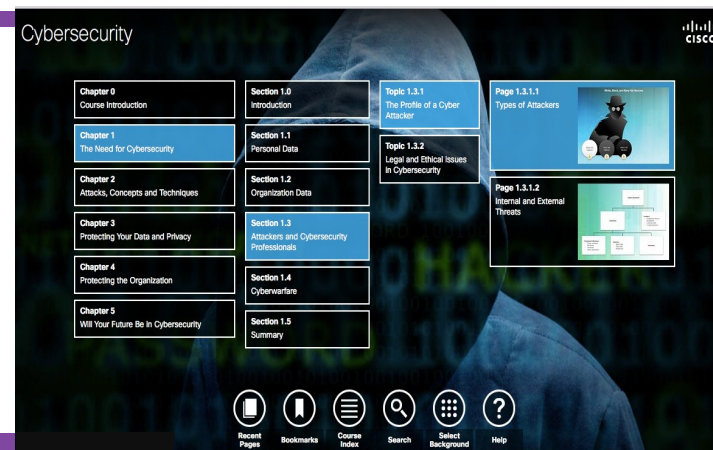 Cybersecurity
CISCO
Chapter 0
Course Introduction
Chapter 1
The Need for Cybersecurity
Chapter 2
Attacks, Concepts and Techniques
Chapter 3
Protecting Your Data and Privacy
Chapter 4
Protecting the Organization
Chapter 5
Will Your Future Be In Cybersecurity
Section 1.0
Introduction
Section 1.1
Personal Data
Section 1.2
Organization Data
Section 1.3
Attackers and Cybersecurity
Professionals
Section 1.4
Cyberwarfare
Section 1.5
Summary
Topic 1.3.1
The Profile of a Cyber
Attacker
Topic 1.3.2
Legal and Ethical Issues
in Cybersecurity
Page 1.3.1.1
Types of Attackers
Page 1.3.1.2
Internal and External
Threats
HACKER
PASSWORD
Recent
Pages
Bookmarks
Course
Index
Search
Select
Background
? 
Help